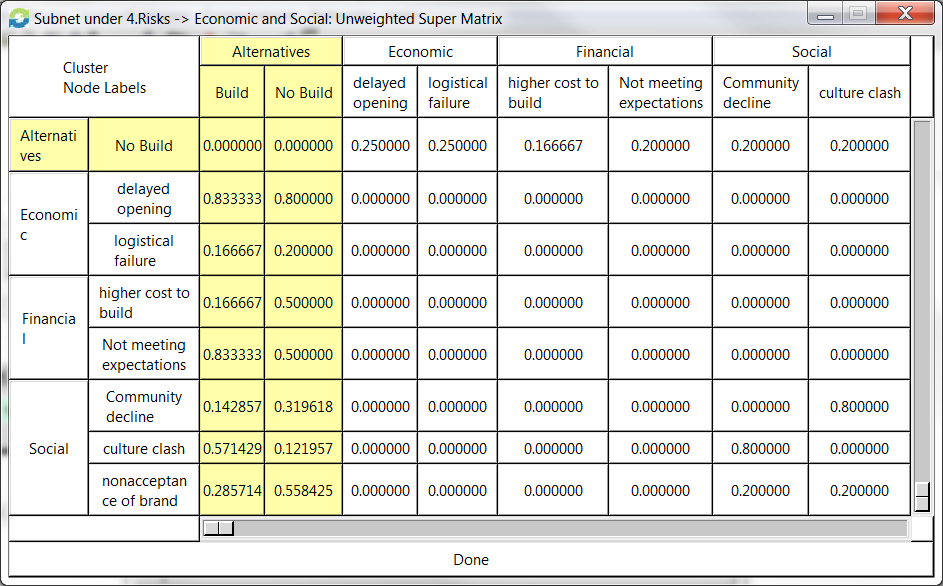 Subnet under 4.Risks -> Economic and Social: Unweighted Super Matrix
Cluster
Node Labels
Alternatives Economic Financial Social
Build No Build delayed opening logistical failure higher cost to build Not meeting expectations Community decline culture clash
Alternati
ves
No Build 0.000000 0.000000 0.250000 0.250000 0.166667 0.200000 0.200000 0.200000
Economi
c
delayed
opening 0.833333 0.800000 0.000000 0.000000 0.000000 0.000000 0.000000 0.000000
logistical
failure 0.166667 0.200000 0.000000 0.000000 0.000000 0.000000 0.000000 0.000000
Financia
l
higher cost to
build 0.166667 0.500000 0.000000 0.000000 0.000000 0.000000 0.000000 0.000000
Not meeting
expectations 0.833333 0.500000 0.000000 0.000000 0.000000 0.000000 0.000000 0.000000
Social
Community
decline 0.142857 0.319618 0.000000 0.000000 0.000000 0.000000 0.000000 0.800000
culture clash 0.571429 0.121957 0.000000 0.000000 0.000000 0.000000 0.800000 0.000000
nonacceptan
ce of brand 0.285714 0.558425 0.000000 0.000000 0.000000 0.000000 0.200000 0.200000
Done